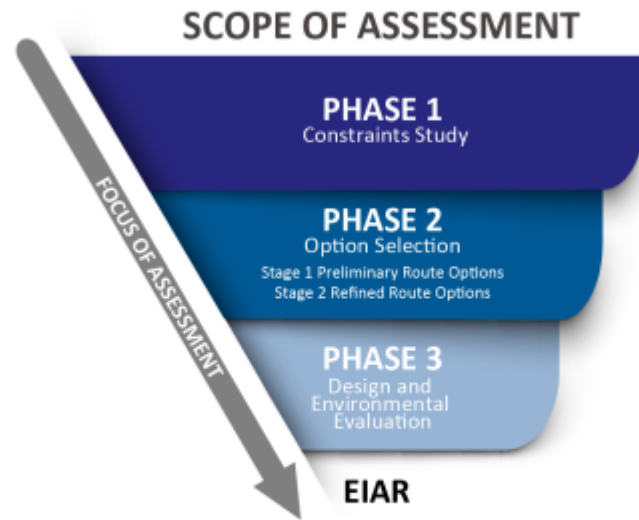 SCOPE OF ASSESSMENT
PHASE 1
Constraints Study
PHASE 2
Option Selection
Stage 1 Preliminary Route Options
Stage 2 Refined Route Options
PHASE 3
Design and
Environmental
Evaluation
FOCUS OF ASSESSMENT
EIAR